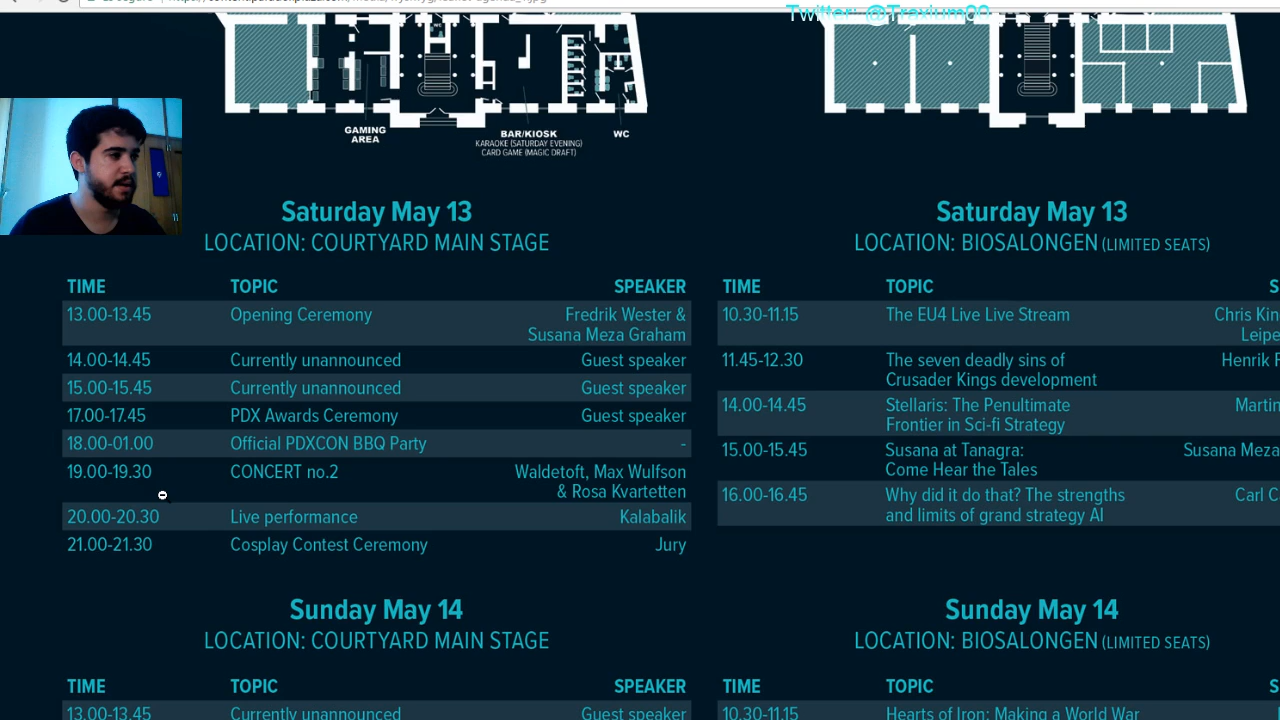 Twitter: @Traxium00
GAMING
AREA
BAR/KIOSK
KARAOKE (SATURDAY EVENING)
CARD GAME (MAGIC DRAFT)
WC
Saturday May 13
LOCATION: COURTYARD MAIN STAGE
TIME TOPIC SPEAKER
13.00-13.45 Opening Ceremony Fredrik Wester &
Susana Meza Graham
14.00-14.45 Currently unannounced Guest speaker
15.00-15.45 Currently unannounced Guest speaker
17.00-17.45 PDX Awards Ceremony Guest speaker
18.00-01.00 Official PDXCON BBQ Party -
19.00-19.30 CONCERT no.2 Waldetoft, Max Wulfson
& Rosa Kvartetten
20.00-20.30 Live performance Kalabalik
21.00-21.30 Cosplay Contest Ceremony Jury
Saturday May 13
LOCATION: BIOSALONGEN (LIMITED SEATS)
TIME TOPIC S
10.30-11.15 The EU4 Live Live Stream Chris Kin
Leipe
11.45-12.30 The seven deadly sins of Henrik F
Crusader Kings development
14.00-14.45 Stellaris: The Penultimate Martin
Frontier in Sci-fi Strategy
15.00-15.45 Susana at Tanagra: Susana Meza
Come Hear the Tales
16.00-16.45 Why did it do that? The strengths Carl C
and limits of grand strategy AI
Sunday May 14
LOCATION: COURTYARD MAIN STAGE
TIME TOPIC SPEAKER
13.00-13.45 Currently unannounced Guest speaker
Sunday May 14
LOCATION: BIOSALONGEN (LIMITED SEATS)
TIME TOPIC S
10.30-11.15 Hearts of Iron: Making a World War